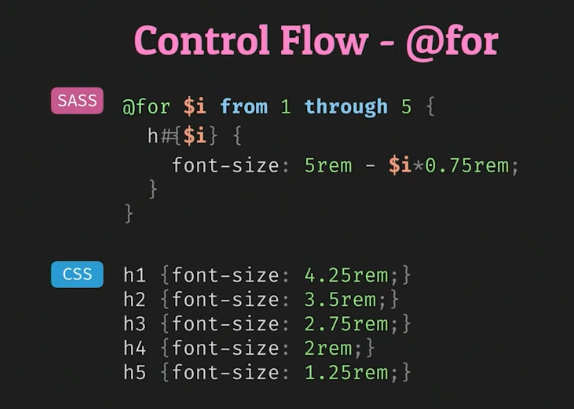 Control Flow - @for
SASS
@for $i from 1 through 5 {
h#{$i} {
font-size: 5rem - $i*0.75rem;
}
}
CSS
h1 {font-size: 4.25rem;}
h2 {font-size: 3.5rem;}
h3 {font-size: 2.75rem;}
h4 {font-size: 2rem;}
h5 {font-size: 1.25rem;}